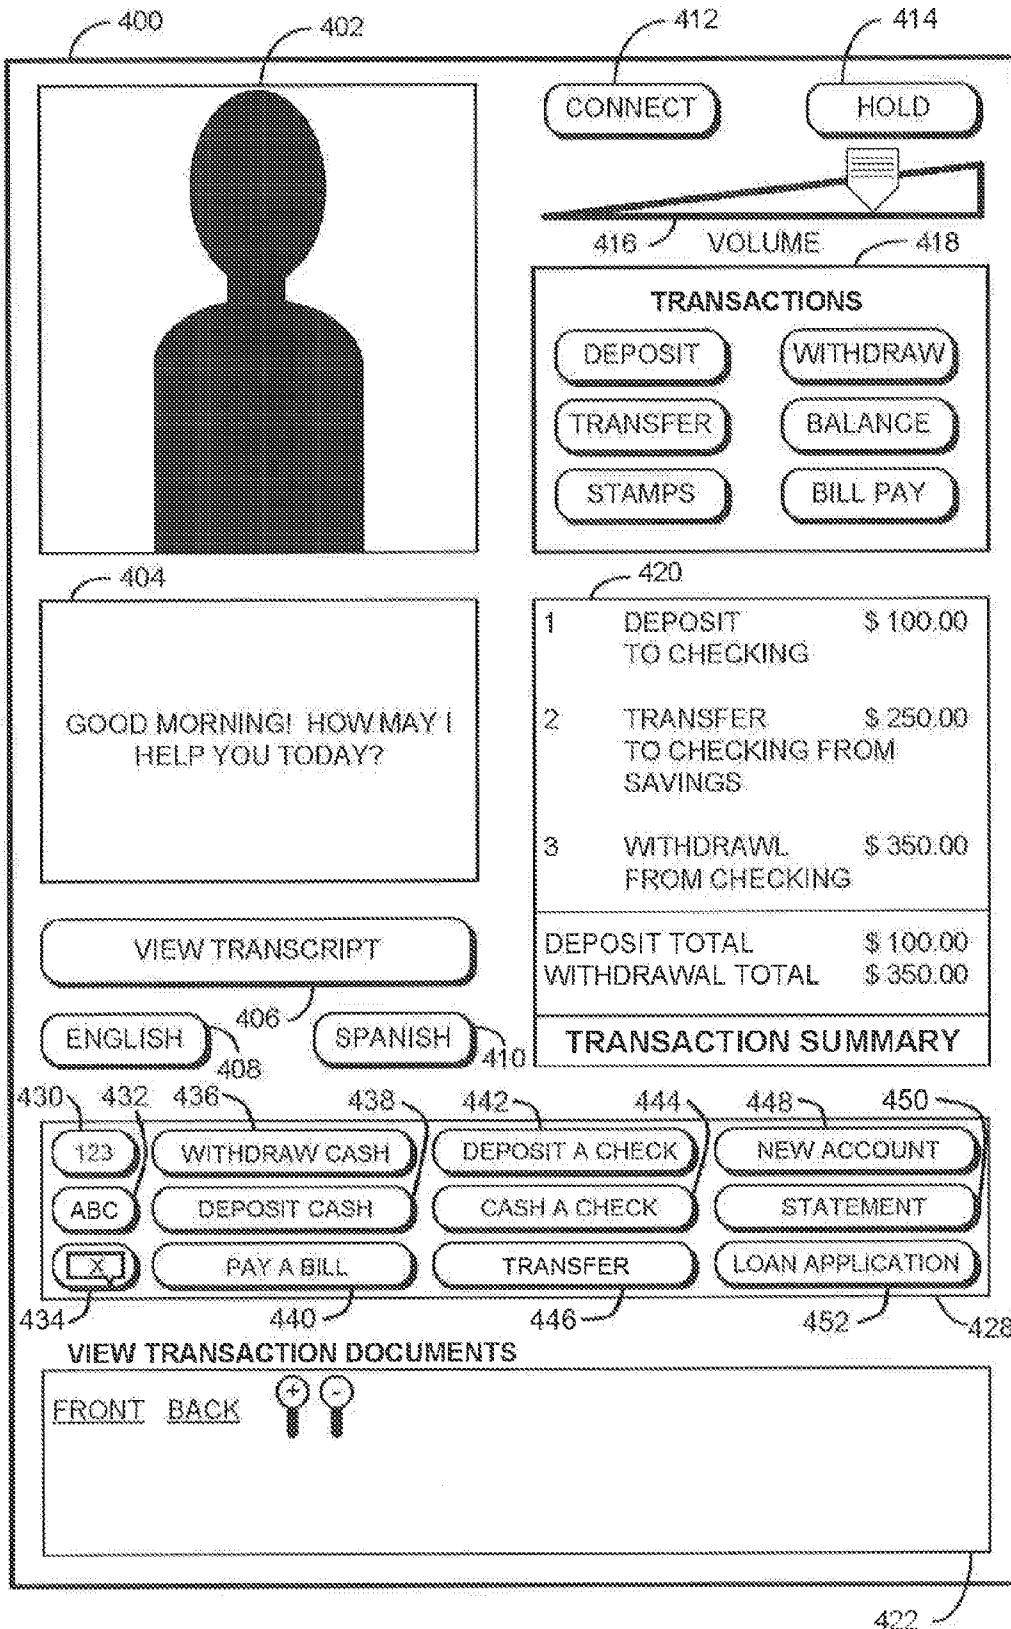 400
402
412
414
CONNECT
HOLD
416
VOLUME
418
TRANSACTIONS
DEPOSIT
WITHDRAW
TRANSFER
BALANCE
STAMPS
BILL PAY
404
GOOD MORNING! HOW MAY I
HELP YOU TODAY?
420
1 DEPOSIT $ 100.00
TO CHECKING
2 TRANSFER $ 250.00
TO CHECKING FROM
SAVINGS
3 WITHDRAWL $ 350.00
FROM CHECKING
DEPOSIT TOTAL $ 100.00
WITHDRAWAL TOTAL $ 350.00
TRANSACTION SUMMARY
VIEW TRANSCRIPT
406
ENGLISH
408
SPANISH
410
430
432
436
438
442
444
448
450
123
WITHDRAW CASH
DEPOSIT A CHECK
NEW ACCOUNT
ABC
DEPOSIT CASH
CASH A CHECK
STATEMENT
X
PAY A BILL
TRANSFER
LOAN APPLICATION
434
440
446
452
428
VIEW TRANSACTION DOCUMENTS
FRONT BACK + -
422